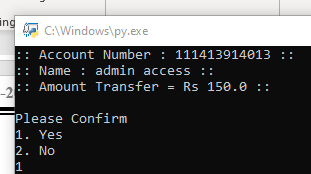 C:\Windows\py.exe
:: Account Number : 111413914013 ::
:: Name : admin access ::
:: Amount Transfer = Rs 150.0 ::
Please Confirm
1. Yes
2. No
1